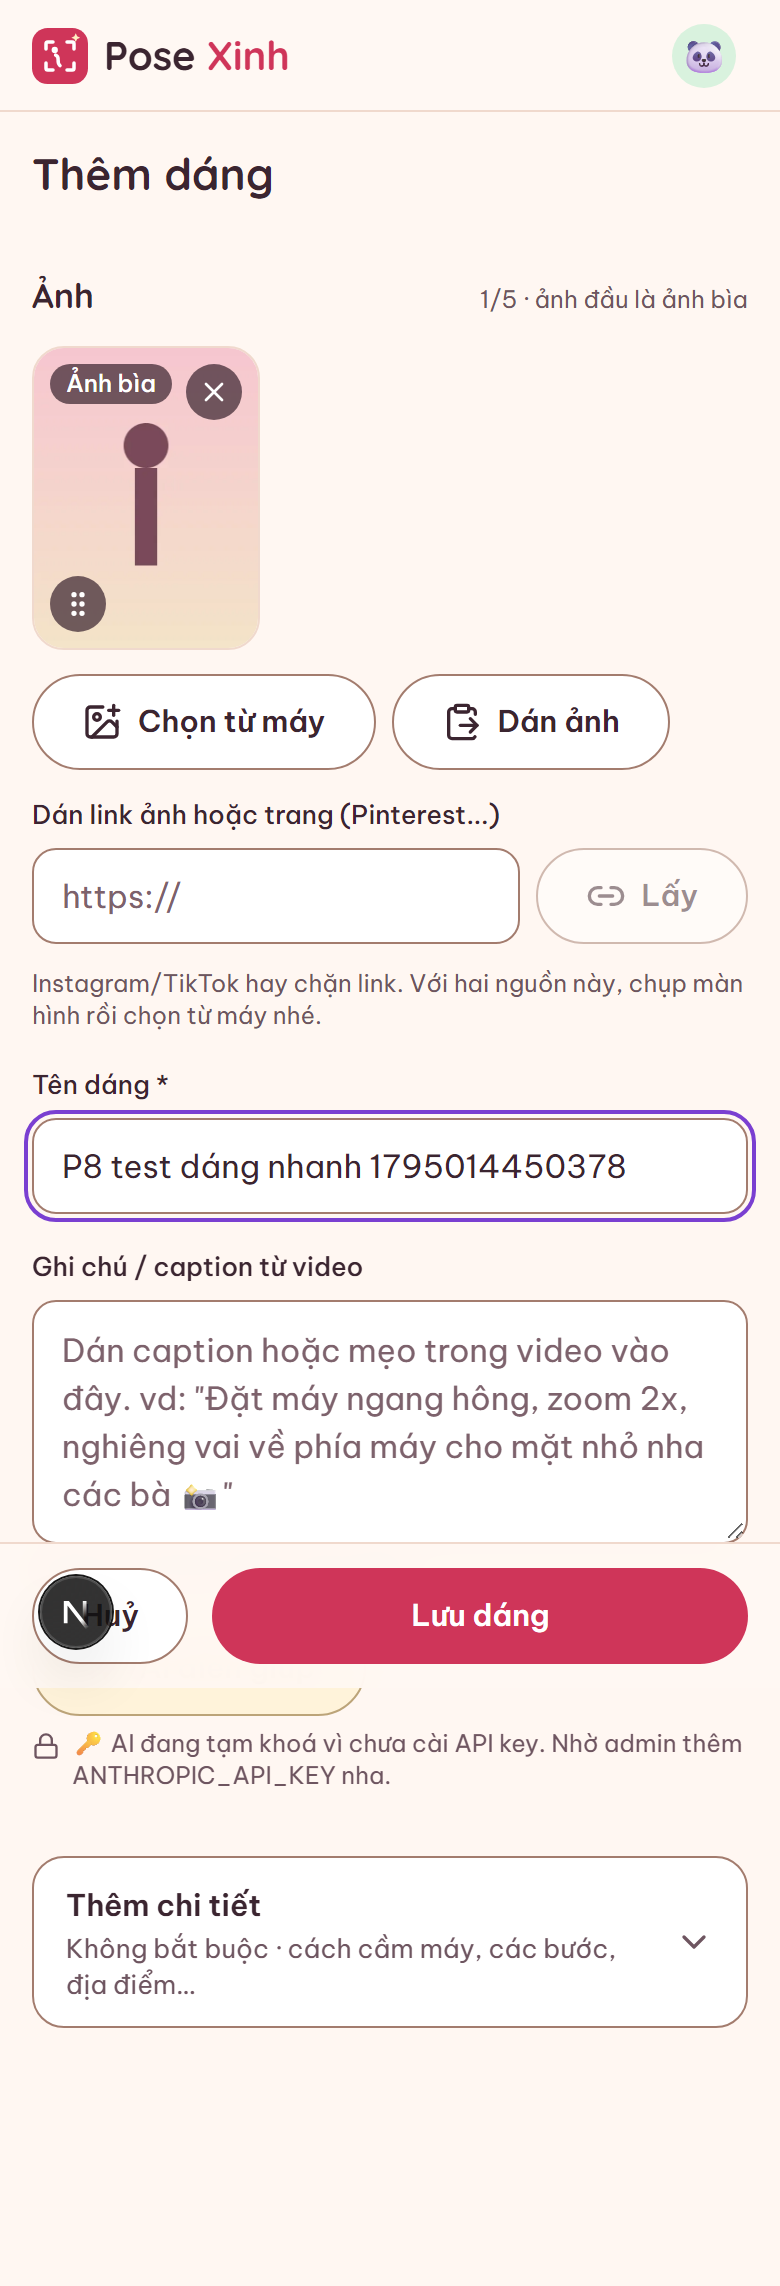 Pose Xinh
Thêm dáng
Ảnh
1/5 · ảnh đầu là ảnh bìa
Ảnh bìa
Chọn từ máy
Dán ảnh
Dán link ảnh hoặc trang (Pinterest...)
https://
Lấy
Instagram/TikTok hay chặn link. Với hai nguồn này, chụp màn
hình rồi chọn từ máy nhé.
Tên dáng *
P8 test dáng nhanh 1795014450378
Ghi chú / caption từ video
Dán caption hoặc mẹo trong video vào
đây. vd: "Đặt máy ngang hông, zoom 2x,
nghiêng vai về phía máy cho mặt nhỏ nha
các bà 📸"
N
Huỷ
Lưu dáng
🔑 AI đang tạm khoá vì chưa cài API key. Nhờ admin thêm
ANTHROPIC_API_KEY nha.
Thêm chi tiết
Không bắt buộc · cách cầm máy, các bước,
địa điểm...